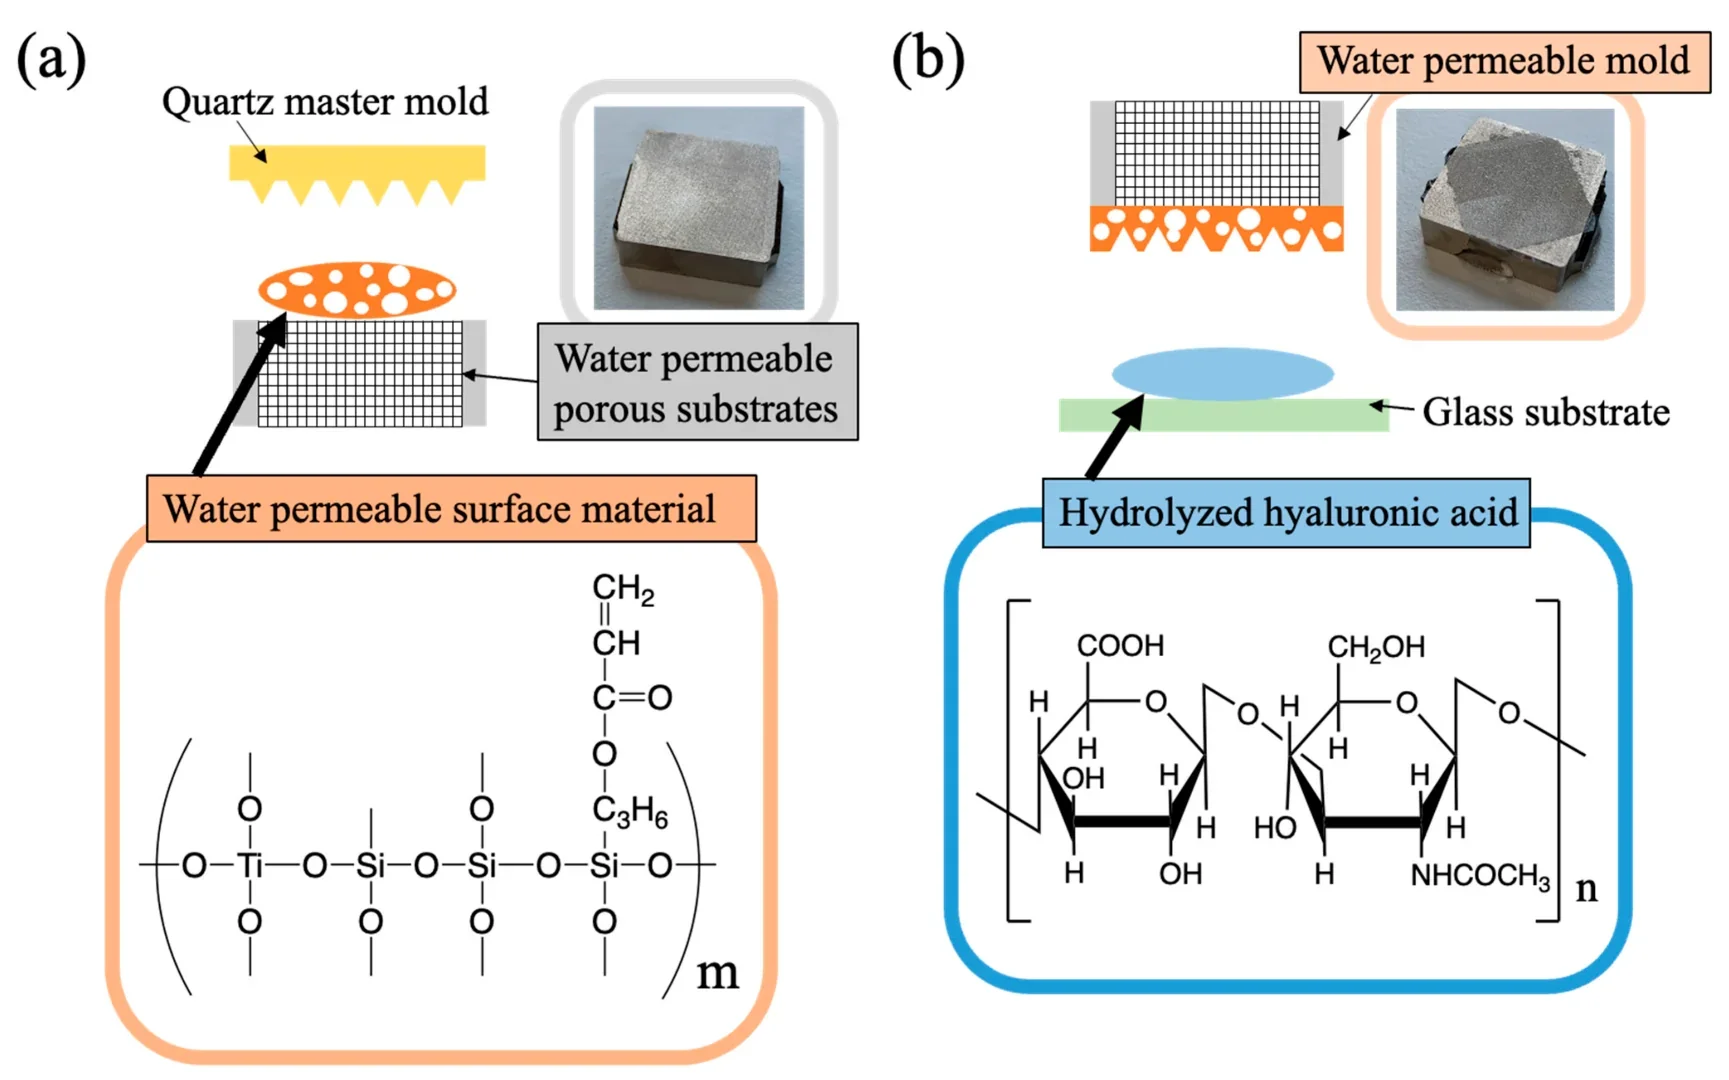 (a)
Quartz master mold
Water permeable
porous substrates
Water permeable surface material
CH₂
CH
C=O
O
C₃H₆
O O
O Ti O Si O Si O Si O
O O O O
m
(b)
Water permeable mold
Glass substrate
Hydrolyzed hyaluronic acid
COOH CH₂OH
H O O H O O
H H
OH H H
H HO H
H OH H NHCOCH₃
n